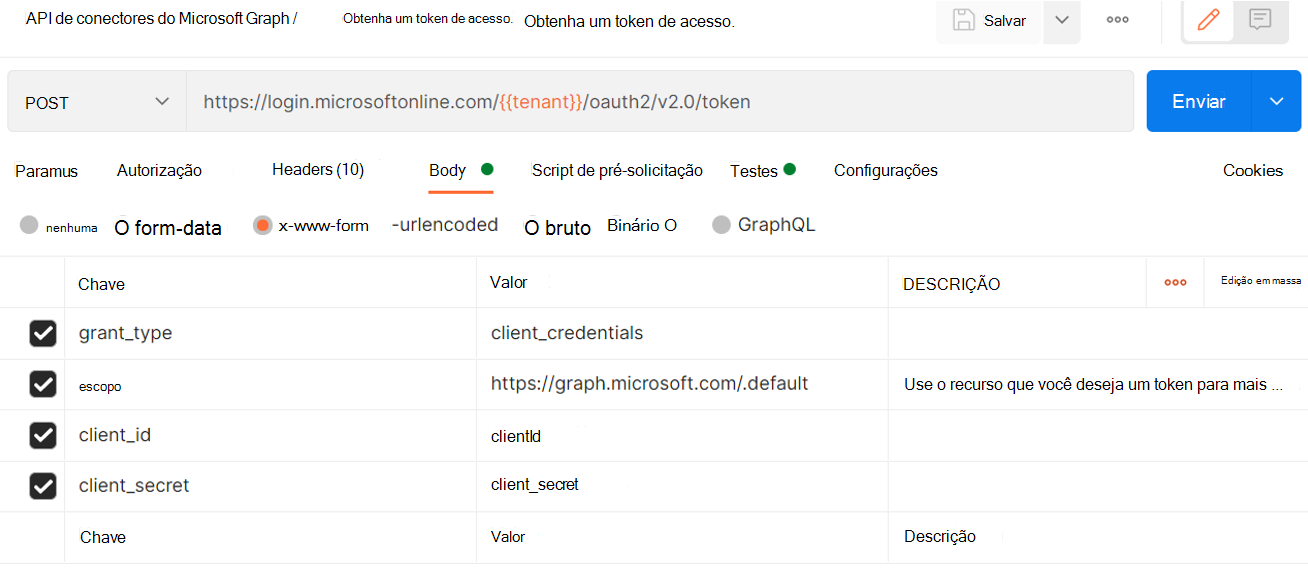 API de conectores do Microsoft Graph / Obtenha um token de acesso. Obtenha um token de acesso. Salvar
POST https://login.microsoftonline.com/{{tenant}}/oauth2/v2.0/token Enviar
Paramus Autorização Headers (10) Body Script de pré-solicitação Testes Configurações Cookies
nenhuma O form-data x-www-form -urlencoded O bruto Binário O GraphQL
Chave Valor DESCRIÇÃO Edição em massa
grant_type client_credentials
escopo https://graph.microsoft.com/.default Use o recurso que você deseja um token para mais ...
client_id clientId
client_secret client_secret
Chave Valor Descrição